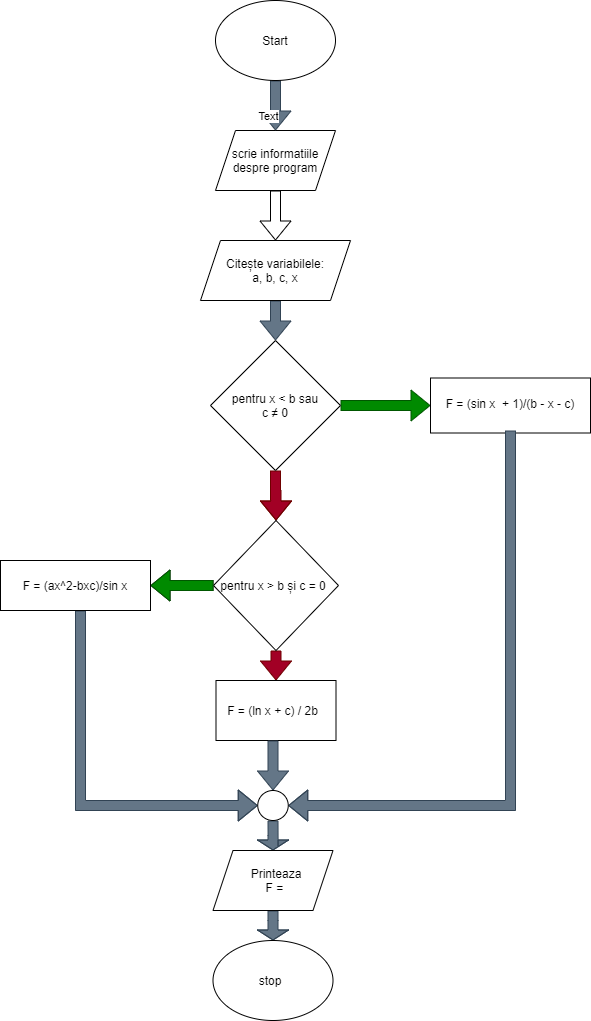 Start
Text
scrie informatiile
despre program
Citește variabilele:
a, b, c, x
pentru x < b sau
c ≠ 0
F = (sin x + 1)/(b - x - c)
pentru x > b și c = 0
F = (ax^2-bxc)/sin x
F = (ln x + c) / 2b
Printeaza
F =
stop